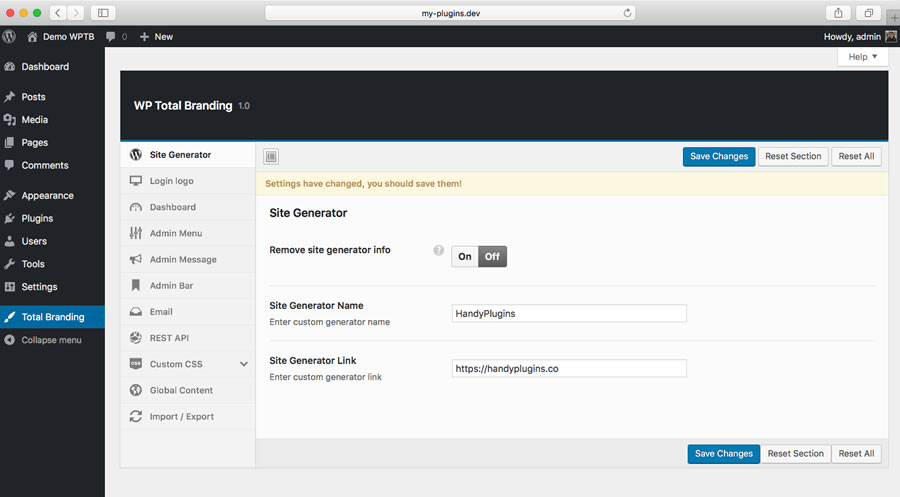 my-plugins.dev
Demo WPTB 0 New Howdy, admin
Help
Dashboard
Posts
Media
Pages
Comments
Appearance
Plugins
Users
Tools
Settings
Total Branding
Collapse menu
WP Total Branding 1.0
Site Generator
Login logo
Dashboard
Admin Menu
Admin Message
Admin Bar
Email
REST API
CSS Custom CSS
Global Content
Import / Export
Save Changes Reset Section Reset All
Settings have changed, you should save them!
Site Generator
Remove site generator info ? On Off
Site Generator Name
Enter custom generator name
HandyPlugins
Site Generator Link
Enter custom generator link
https://handyplugins.co
Save Changes Reset Section Reset All